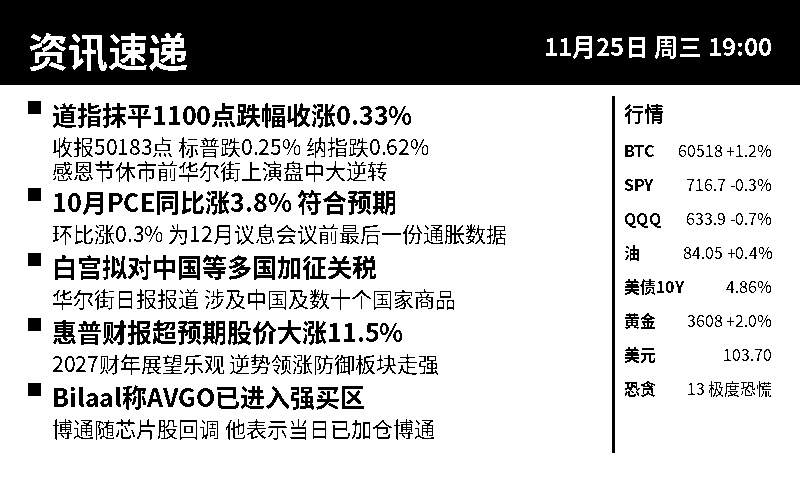 资讯速递
11月25日 周三 19:00
道指抹平1100点跌幅收涨0.33%
收报50183点 标普跌0.25% 纳指跌0.62%
感恩节休市前华尔街上演盘中大逆转
10月PCE同比涨3.8% 符合预期
环比涨0.3% 为12月议息会议前最后一份通胀数据
白宫拟对中国等多国加征关税
华尔街日报报道 涉及中国及数十个国家商品
惠普财报超预期股价大涨11.5%
2027财年展望乐观 逆势领涨防御板块走强
Bilaal称AVGO已进入强买区
博通随芯片股回调 他表示当日已加仓博通
行情
BTC 60518 +1.2%
SPY 716.7 -0.3%
QQQ 633.9 -0.7%
油 84.05 +0.4%
美债10Y 4.86%
黄金 3608 +2.0%
美元 103.70
恐贪 13 极度恐慌